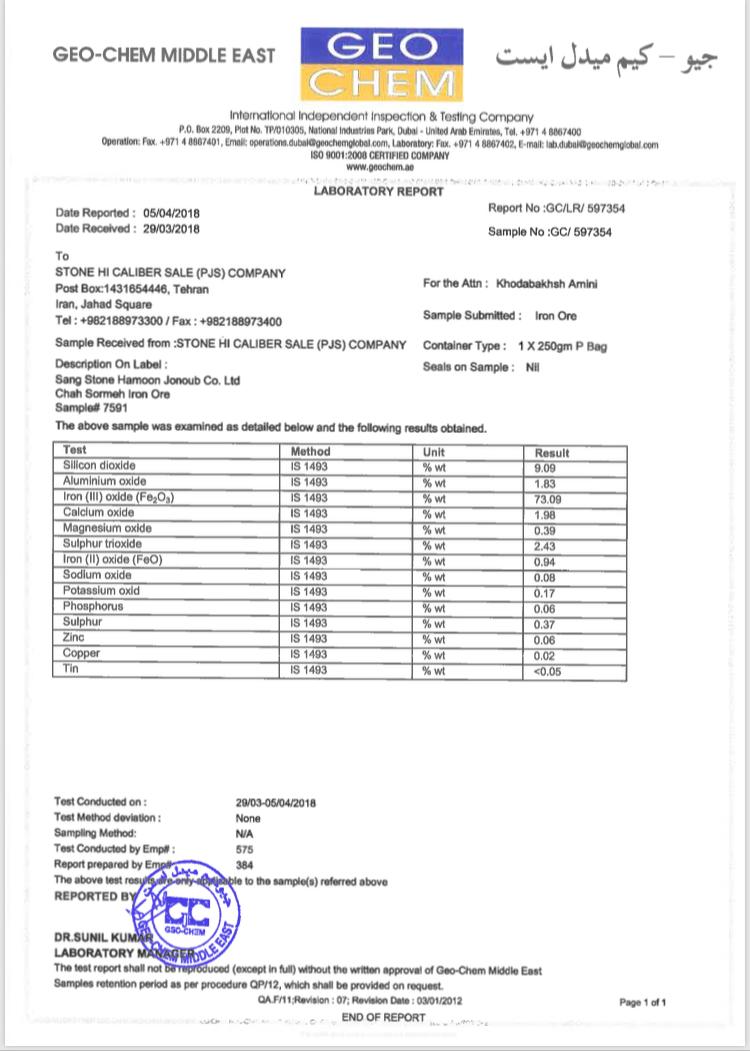 GEO-CHEM MIDDLE EAST
GEO
CHEM
جيو - كيم ميدل ايست
International Independent Inspection & Testing Company
P.O. Box 2209, Plot No. TP/010305, National Industries Park, Dubai - United Arab Emirates, Tel. +971 4 8867400
Operation: Fax. +971 4 8867401, Email: operations.dubai@geochemglobal.com, Laboratory: Fax. +971 4 8867402, E-mail: lab.dubai@geochemglobal.com
ISO 9001:2008 CERTIFIED COMPANY
www.geochem.ae
LABORATORY REPORT
Date Reported : 05/04/2018
Date Received : 29/03/2018
Report No :GC/LR/ 597354
Sample No :GC/ 597354
To
STONE HI CALIBER SALE (PJS) COMPANY
Post Box:1431654446, Tehran
Iran, Jahad Square
Tel : +982188973300 / Fax : +982188973400
For the Attn : Khodabakhsh Amini
Sample Submitted : Iron Ore
Sample Received from :STONE HI CALIBER SALE (PJS) COMPANY
Container Type : 1 X 250gm P Bag
Description On Label :
Seals on Sample : Nil
Sang Stone Hamoon Jonoub Co. Ltd
Chah Sormeh Iron Ore
Sample# 7591
The above sample was examined as detailed below and the following results obtained.
Test Method Unit Result
Silicon dioxide IS 1493 % wt 9.09
Aluminium oxide IS 1493 % wt 1.83
Iron (III) oxide (Fe₂O₃) IS 1493 % wt 73.09
Calcium oxide IS 1493 % wt 1.98
Magnesium oxide IS 1493 % wt 0.39
Sulphur trioxide IS 1493 % wt 2.43
Iron (II) oxide (FeO) IS 1493 % wt 0.94
Sodium oxide IS 1493 % wt 0.08
Potassium oxid IS 1493 % wt 0.17
Phosphorus IS 1493 % wt 0.06
Sulphur IS 1493 % wt 0.37
Zinc IS 1493 % wt 0.06
Copper IS 1493 % wt 0.02
Tin IS 1493 % wt <0.05
Test Conducted on : 29/03-05/04/2018
Test Method deviation : None
Sampling Method: N/A
Test Conducted by Emp# : 575
Report prepared by Emp# 384
The above test results are only applicable to the sample(s) referred above
REPORTED BY
GC
GEO-CHEM
GEO-CHEM MIDDLE EAST
DR.SUNIL KUMAR
LABORATORY MANAGER
The test report shall not be reproduced (except in full) without the written approval of Geo-Chem Middle East
Samples retention period as per procedure QP/12, which shall be provided on request.
QA.F/11;Revision : 07; Revision Date : 03/01/2012
Page 1 of 1
END OF REPORT